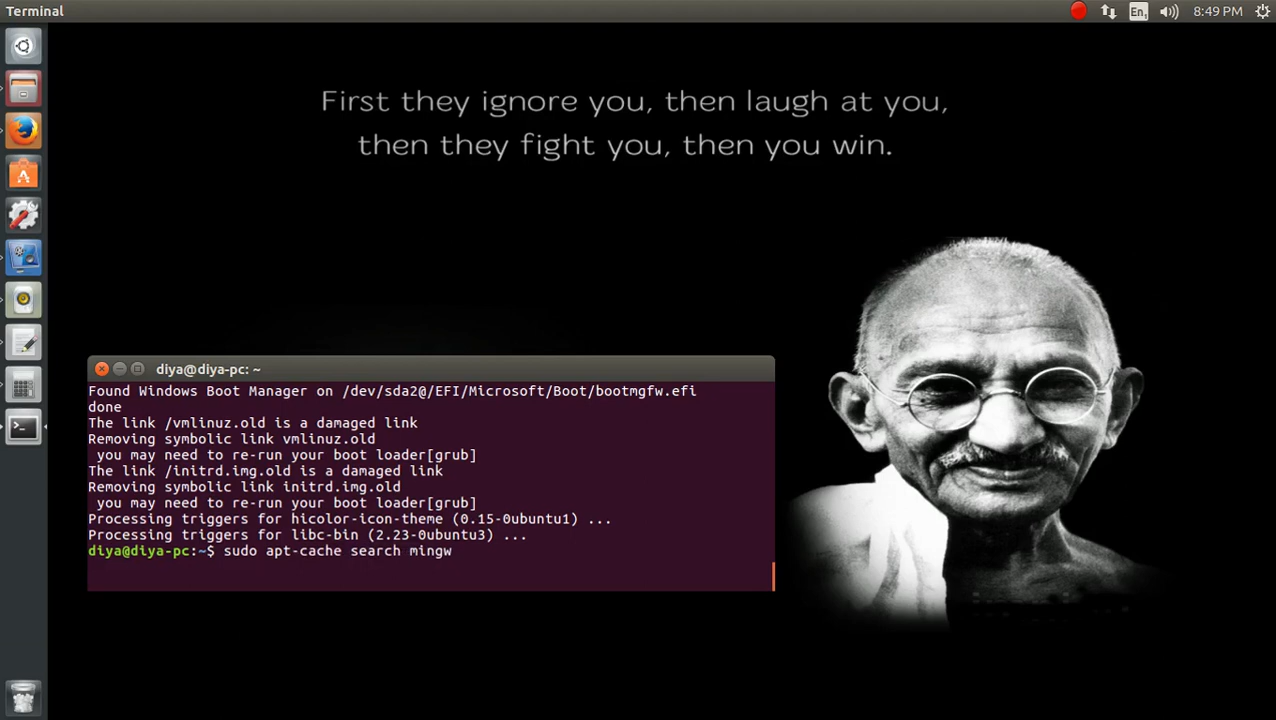 Terminal
En1
8:49 PM
First they ignore you, then laugh at you,
then they fight you, then you win.
diya@diya-pc: ~
Found Windows Boot Manager on /dev/sda2@/EFI/Microsoft/Boot/bootmgfw.efi
done
The link /vmlinuz.old is a damaged link
Removing symbolic link vmlinuz.old
 you may need to re-run your boot loader[grub]
The link /initrd.img.old is a damaged link
Removing symbolic link initrd.img.old
 you may need to re-run your boot loader[grub]
Processing triggers for hicolor-icon-theme (0.15-0ubuntu1) ...
Processing triggers for libc-bin (2.23-0ubuntu3) ...
diya@diya-pc:~$ sudo apt-cache search mingw